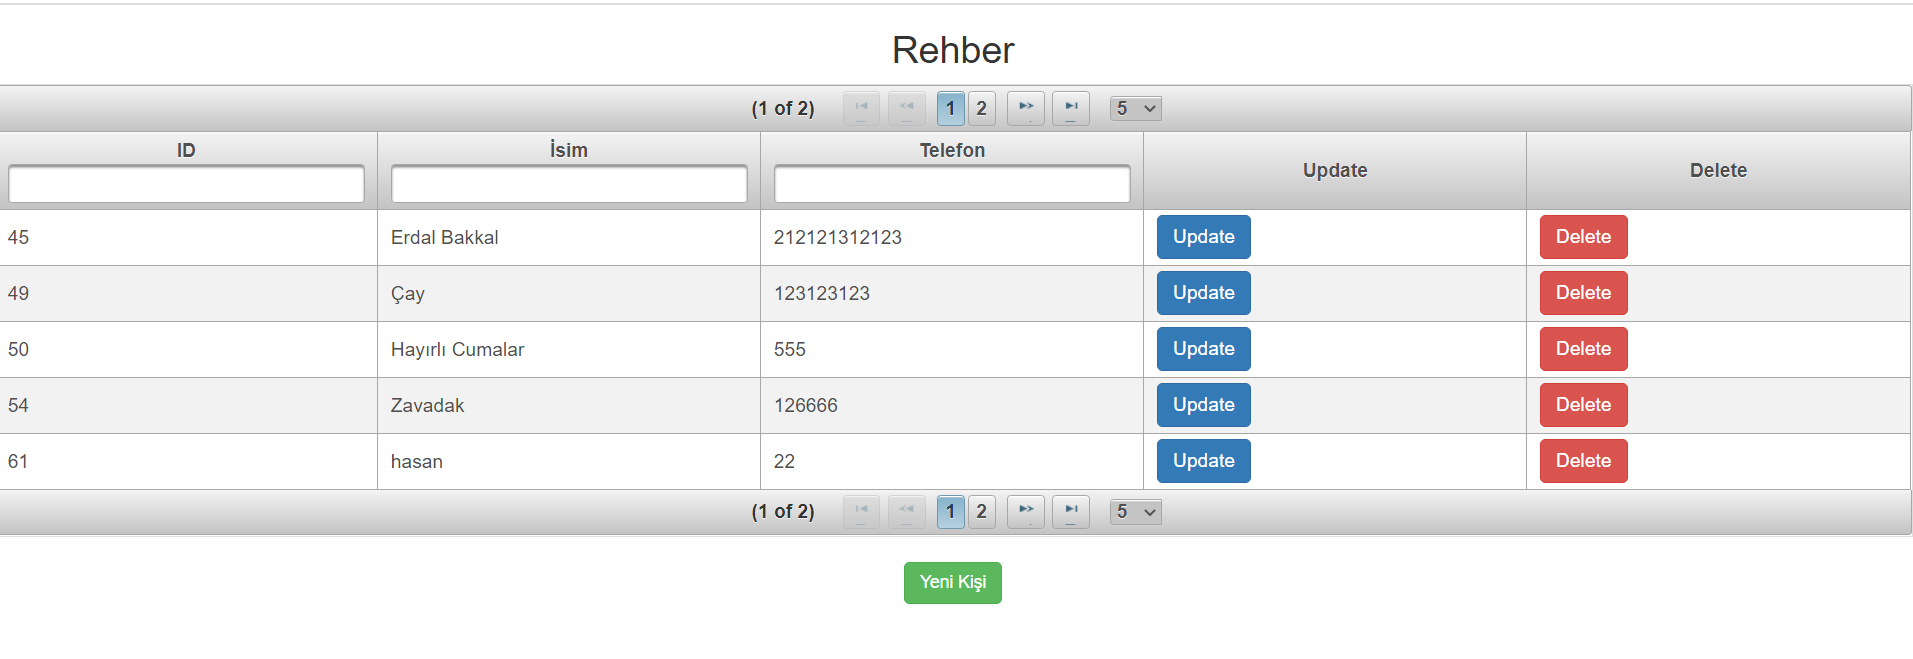 Rehber
(1 of 2) 1 2 5
ID İsim Telefon Update Delete
45 Erdal Bakkal 212121312123 Update Delete
49 Çay 123123123 Update Delete
50 Hayırlı Cumalar 555 Update Delete
54 Zavadak 126666 Update Delete
61 hasan 22 Update Delete
(1 of 2) 1 2 5
Yeni Kişi